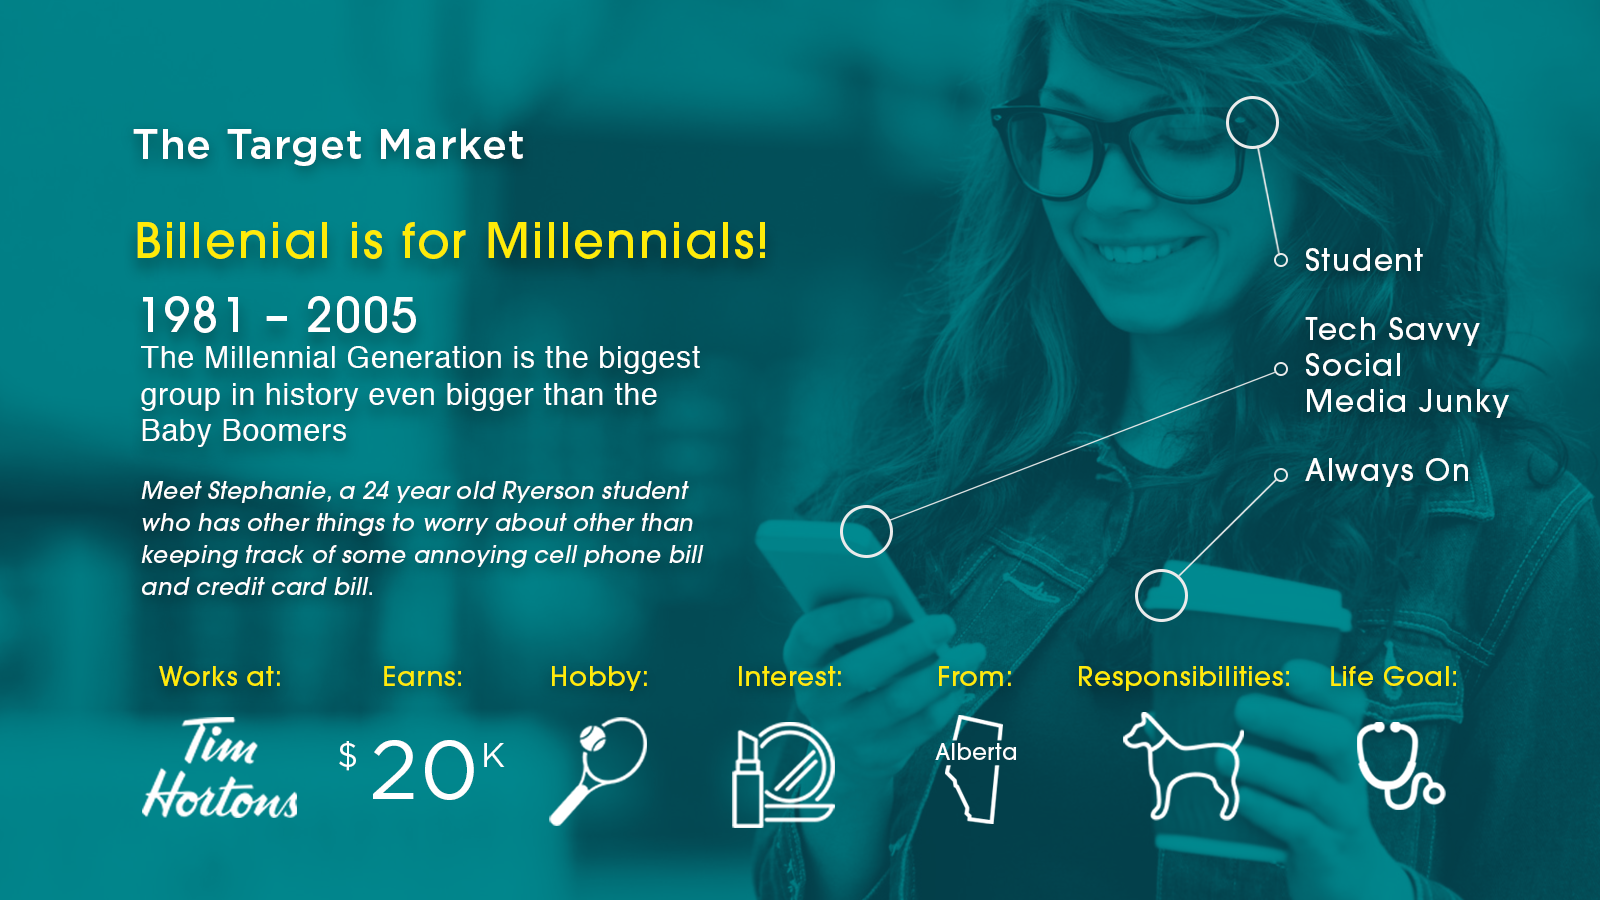 The Target Market
Billenial is for Millennials!
1981 – 2005
The Millennial Generation is the biggest
group in history even bigger than the
Baby Boomers
Meet Stephanie, a 24 year old Ryerson student
who has other things to worry about other than
keeping track of some annoying cell phone bill
and credit card bill.
Student
Tech Savvy
Social
Media Junky
Always On
Works at:
Tim
Hortons
Earns:
$ 20 K
Hobby:
Interest:
From:
Alberta
Responsibilities:
Life Goal: